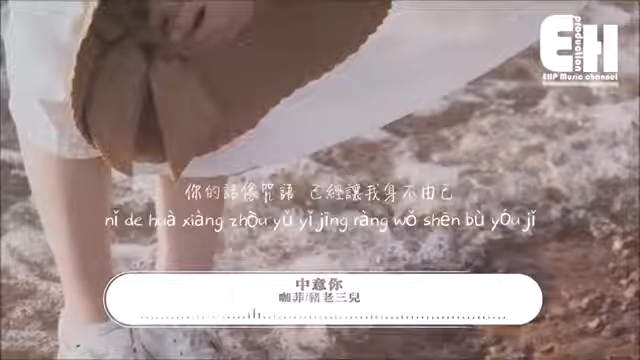 EH
production
EHP Music channel
你的話像咒語 已經讓我身不由己
nǐ de huà xiàng zhòu yǔ yǐ jīng ràng wǒ shēn bù yóu jǐ
中意你
咖菲/豬老三兒